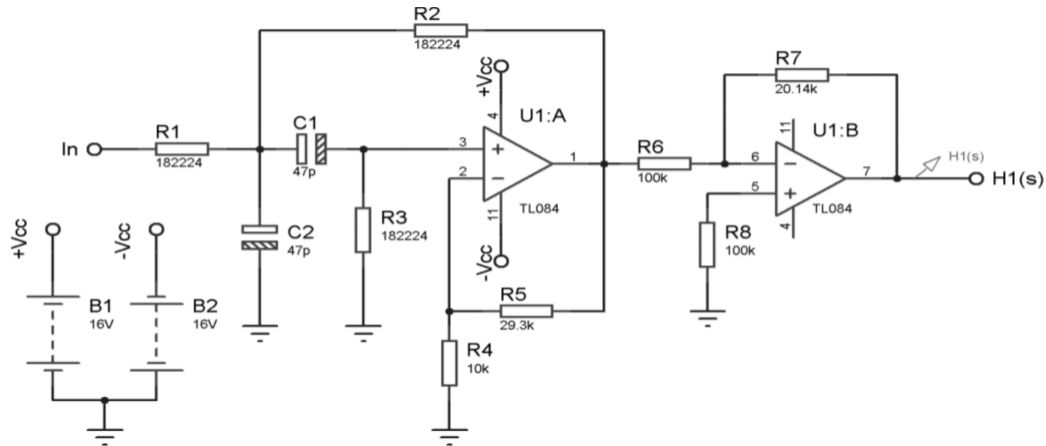 R2
182224
R7
20.14k
+Vcc
4
U1:A
11
U1:B
In
R1
182224
C1
47p
3
+
2
−
1
TL084
11
-Vcc
R6
100k
6
−
5
+
7
H1(s)
H1(s)
TL084
4
R3
182224
C2
47p
R8
100k
+Vcc
-Vcc
B1
16V
B2
16V
R5
29.3k
R4
10k